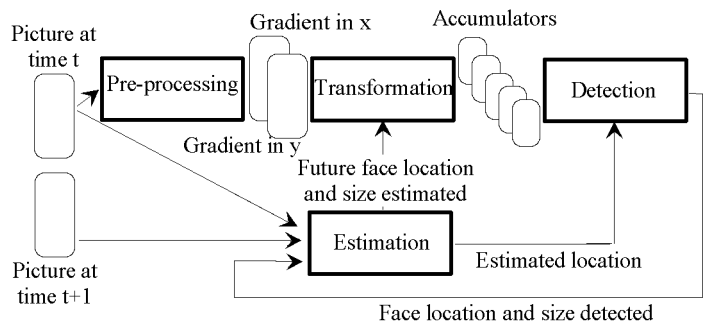 Picture at
time t
Pre-processing
Gradient in x
Gradient in y
Transformation
Accumulators
Detection
Future face location
and size estimated
Estimation
Estimated location
Picture at
time t+1
Face location and size detected